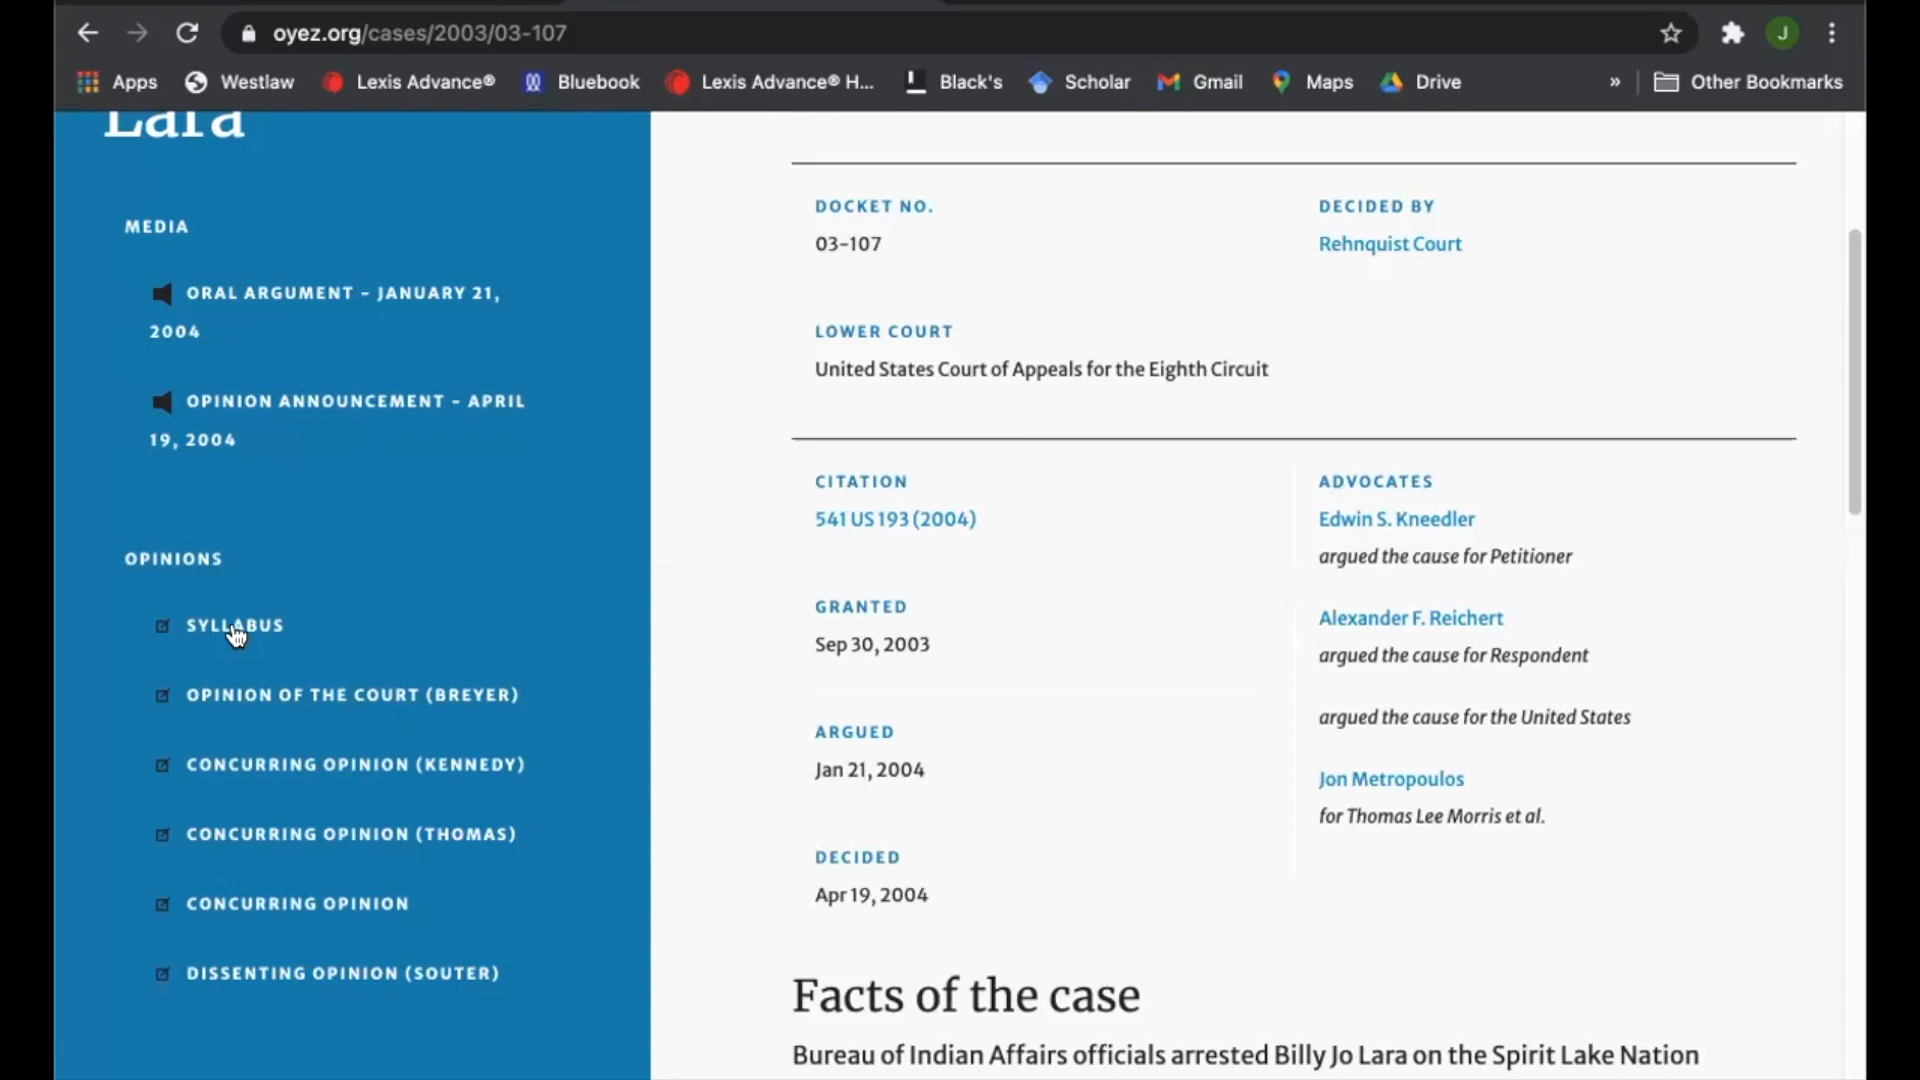 oyez.org/cases/2003/03-107
J
Apps Westlaw Lexis Advance® Bluebook Lexis Advance® H... Black's Scholar Gmail Maps Drive » Other Bookmarks
Lara
MEDIA
ORAL ARGUMENT - JANUARY 21,
2004
OPINION ANNOUNCEMENT - APRIL
19, 2004
OPINIONS
SYLLABUS
OPINION OF THE COURT (BREYER)
CONCURRING OPINION (KENNEDY)
CONCURRING OPINION (THOMAS)
CONCURRING OPINION
DISSENTING OPINION (SOUTER)
DOCKET NO.
03-107
DECIDED BY
Rehnquist Court
LOWER COURT
United States Court of Appeals for the Eighth Circuit
CITATION
541 US 193 (2004)
GRANTED
Sep 30, 2003
ARGUED
Jan 21, 2004
DECIDED
Apr 19, 2004
ADVOCATES
Edwin S. Kneedler
argued the cause for Petitioner
Alexander F. Reichert
argued the cause for Respondent
argued the cause for the United States
Jon Metropoulos
for Thomas Lee Morris et al.
Facts of the case
Bureau of Indian Affairs officials arrested Billy Jo Lara on the Spirit Lake Nation